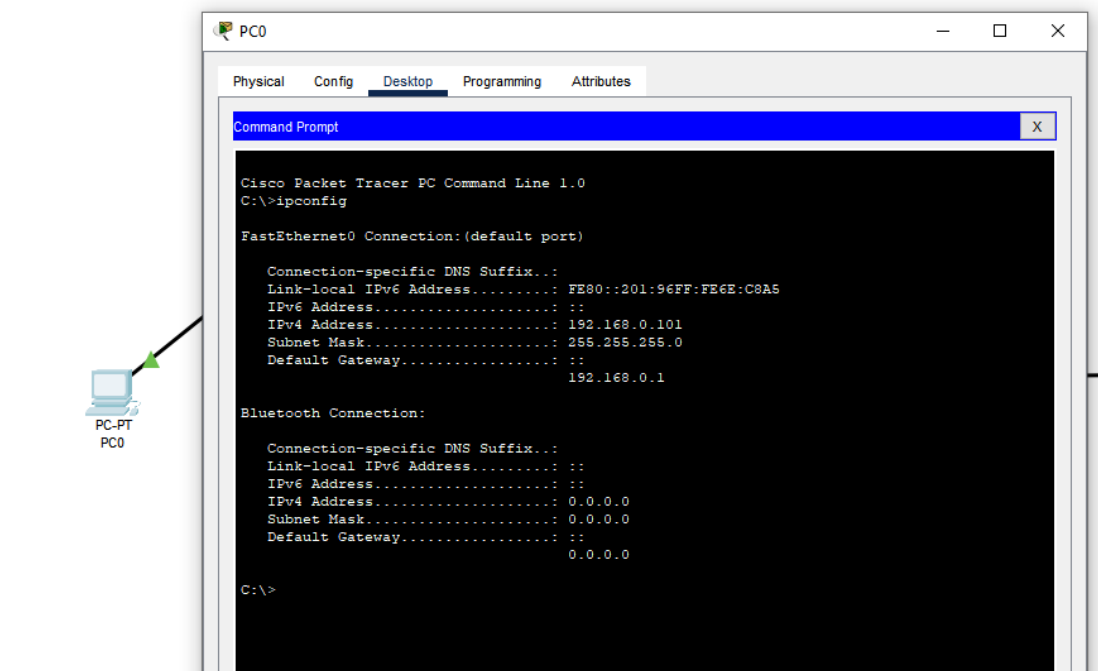 PC0
Physical Config Desktop Programming Attributes
Command Prompt
X
Cisco Packet Tracer PC Command Line 1.0
C:\>ipconfig
FastEthernet0 Connection:(default port)
Connection-specific DNS Suffix..:
Link-local IPv6 Address.........: FE80::201:96FF:FE6E:C8A5
IPv6 Address....................: ::
IPv4 Address....................: 192.168.0.101
Subnet Mask.....................: 255.255.255.0
Default Gateway.................: ::
192.168.0.1
Bluetooth Connection:
Connection-specific DNS Suffix..:
Link-local IPv6 Address.........: ::
IPv6 Address....................: ::
IPv4 Address....................: 0.0.0.0
Subnet Mask.....................: 0.0.0.0
Default Gateway.................: ::
0.0.0.0
C:\>
PC-PT
PC0